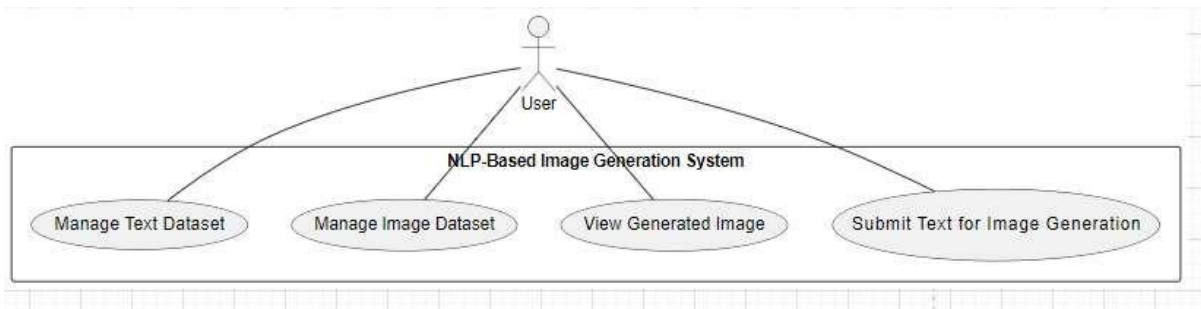 User
NLP-Based Image Generation System
Manage Text Dataset
Manage Image Dataset
View Generated Image
Submit Text for Image Generation